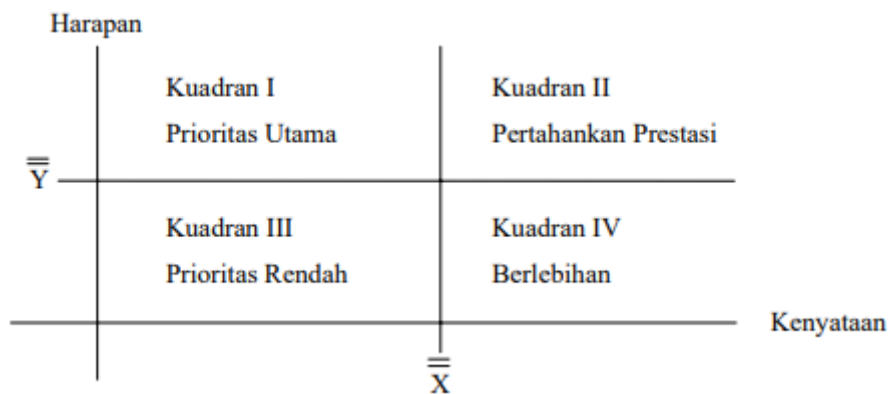 Harapan
Kuadran I
Prioritas Utama
Kuadran II
Pertahankan Prestasi
Y
Kuadran III
Prioritas Rendah
Kuadran IV
Berlebihan
Kenyataan
X